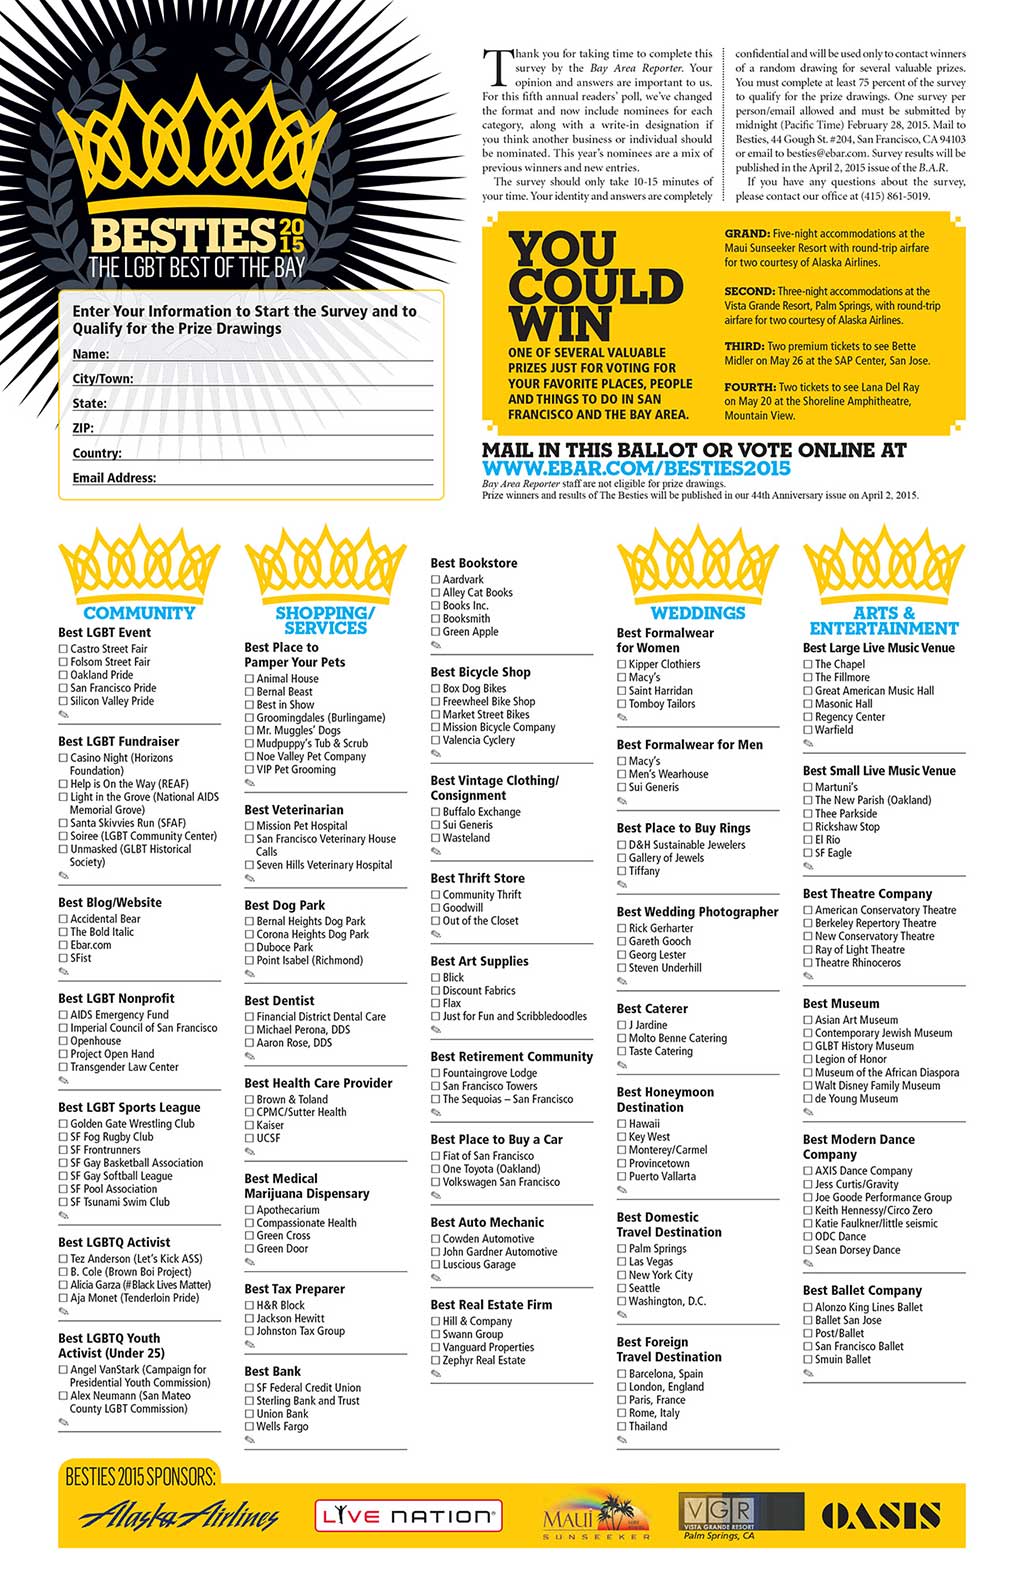 BESTIES 20
15
THE LGBT BEST OF THE BAY
Enter Your Information to Start the Survey and to
Qualify for the Prize Drawings
Name:
City/Town:
State:
ZIP:
Country:
Email Address:
Thank you for taking time to complete this
survey by the Bay Area Reporter. Your
opinion and answers are important to us.
For this fifth annual readers' poll, we've changed
the format and now include nominees for each
category, along with a write-in designation if
you think another business or individual should
be nominated. This year's nominees are a mix of
previous winners and new entries.
The survey should only take 10-15 minutes of
your time. Your identity and answers are completely
confidential and will be used only to contact winners
of a random drawing for several valuable prizes.
You must complete at least 75 percent of the survey
to qualify for the prize drawings. One survey per
person/email allowed and must be submitted by
midnight (Pacific Time) February 28, 2015. Mail to
Besties, 44 Gough St. #204, San Francisco, CA 94103
or email to besties@ebar.com. Survey results will be
published in the April 2, 2015 issue of the B.A.R.
If you have any questions about the survey,
please contact our office at (415) 861-5019.
YOU
COULD
WIN
ONE OF SEVERAL VALUABLE
PRIZES JUST FOR VOTING FOR
YOUR FAVORITE PLACES, PEOPLE
AND THINGS TO DO IN SAN
FRANCISCO AND THE BAY AREA.
GRAND: Five-night accommodations at the
Maui Sunseeker Resort with round-trip airfare
for two courtesy of Alaska Airlines.
SECOND: Three-night accommodations at the
Vista Grande Resort, Palm Springs, with round-trip
airfare for two courtesy of Alaska Airlines.
THIRD: Two premium tickets to see Bette
Midler on May 26 at the SAP Center, San Jose.
FOURTH: Two tickets to see Lana Del Ray
on May 20 at the Shoreline Amphitheatre,
Mountain View.
MAIL IN THIS BALLOT OR VOTE ONLINE AT
WWW.EBAR.COM/BESTIES2015
Bay Area Reporter staff are not eligible for prize drawings.
Prize winners and results of The Besties will be published in our 44th Anniversary issue on April 2, 2015.
COMMUNITY
Best LGBT Event
Castro Street Fair
Folsom Street Fair
Oakland Pride
San Francisco Pride
Silicon Valley Pride
Best LGBT Fundraiser
Casino Night (Horizons
Foundation)
Help is On the Way (REAF)
Light in the Grove (National AIDS
Memorial Grove)
Santa Skivvies Run (SFAF)
Soiree (LGBT Community Center)
Unmasked (GLBT Historical
Society)
Best Blog/Website
Accidental Bear
The Bold Italic
Ebar.com
SFist
Best LGBT Nonprofit
AIDS Emergency Fund
Imperial Council of San Francisco
Openhouse
Project Open Hand
Transgender Law Center
Best LGBT Sports League
Golden Gate Wrestling Club
SF Fog Rugby Club
SF Frontrunners
SF Gay Basketball Association
SF Gay Softball League
SF Pool Association
SF Tsunami Swim Club
Best LGBTQ Activist
Tez Anderson (Let's Kick ASS)
B. Cole (Brown Boi Project)
Alicia Garza (#Black Lives Matter)
Aja Monet (Tenderloin Pride)
Best LGBTQ Youth
Activist (Under 25)
Angel VanStark (Campaign for
Presidential Youth Commission)
Alex Neumann (San Mateo
County LGBT Commission)
SHOPPING/
SERVICES
Best Place to
Pamper Your Pets
Animal House
Bernal Beast
Best in Show
Groomingdales (Burlingame)
Mr. Muggles' Dogs
Mudpuppy's Tub & Scrub
Noe Valley Pet Company
VIP Pet Grooming
Best Veterinarian
Mission Pet Hospital
San Francisco Veterinary House
Calls
Seven Hills Veterinary Hospital
Best Dog Park
Bernal Heights Dog Park
Corona Heights Dog Park
Duboce Park
Point Isabel (Richmond)
Best Dentist
Financial District Dental Care
Michael Perona, DDS
Aaron Rose, DDS
Best Health Care Provider
Brown & Toland
CPMC/Sutter Health
Kaiser
UCSF
Best Medical
Marijuana Dispensary
Apothecarium
Compassionate Health
Green Cross
Green Door
Best Tax Preparer
H&R Block
Jackson Hewitt
Johnston Tax Group
Best Bank
SF Federal Credit Union
Sterling Bank and Trust
Union Bank
Wells Fargo
Best Bookstore
Aardvark
Alley Cat Books
Books Inc.
Booksmith
Green Apple
Best Bicycle Shop
Box Dog Bikes
Freewheel Bike Shop
Market Street Bikes
Mission Bicycle Company
Valencia Cyclery
Best Vintage Clothing/
Consignment
Buffalo Exchange
Sui Generis
Wasteland
Best Thrift Store
Community Thrift
Goodwill
Out of the Closet
Best Art Supplies
Blick
Discount Fabrics
Flax
Just for Fun and Scribbledoodles
Best Retirement Community
Fountaingrove Lodge
San Francisco Towers
The Sequoias – San Francisco
Best Place to Buy a Car
Fiat of San Francisco
One Toyota (Oakland)
Volkswagen San Francisco
Best Auto Mechanic
Cowden Automotive
John Gardner Automotive
Luscious Garage
Best Real Estate Firm
Hill & Company
Swann Group
Vanguard Properties
Zephyr Real Estate
WEDDINGS
Best Formalwear
for Women
Kipper Clothiers
Macy's
Saint Harridan
Tomboy Tailors
Best Formalwear for Men
Macy's
Men's Wearhouse
Sui Generis
Best Place to Buy Rings
D&H Sustainable Jewelers
Gallery of Jewels
Tiffany
Best Wedding Photographer
Rick Gerharter
Gareth Gooch
Georg Lester
Steven Underhill
Best Caterer
J Jardine
Molto Benne Catering
Taste Catering
Best Honeymoon
Destination
Hawaii
Key West
Monterey/Carmel
Provincetown
Puerto Vallarta
Best Domestic
Travel Destination
Palm Springs
Las Vegas
New York City
Seattle
Washington, D.C.
Best Foreign
Travel Destination
Barcelona, Spain
London, England
Paris, France
Rome, Italy
Thailand
ARTS &
ENTERTAINMENT
Best Large Live Music Venue
The Chapel
The Fillmore
Great American Music Hall
Masonic Hall
Regency Center
Warfield
Best Small Live Music Venue
Martuni's
The New Parish (Oakland)
Thee Parkside
Rickshaw Stop
El Rio
SF Eagle
Best Theatre Company
American Conservatory Theatre
Berkeley Repertory Theatre
New Conservatory Theatre
Ray of Light Theatre
Theatre Rhinoceros
Best Museum
Asian Art Museum
Contemporary Jewish Museum
GLBT History Museum
Legion of Honor
Museum of the African Diaspora
Walt Disney Family Museum
de Young Museum
Best Modern Dance
Company
AXIS Dance Company
Jess Curtis/Gravity
Joe Goode Performance Group
Keith Hennessy/Circo Zero
Katie Faulkner/little seismic
ODC Dance
Sean Dorsey Dance
Best Ballet Company
Alonzo King Lines Ballet
Ballet San Jose
Post/Ballet
San Francisco Ballet
Smuin Ballet
BESTIES 2015 SPONSORS:
Alaska Airlines
LIVE NATION
MAUI
SUNSEEKER
VGR
VISTA GRANDE RESORT
Palm Springs, CA
OASIS